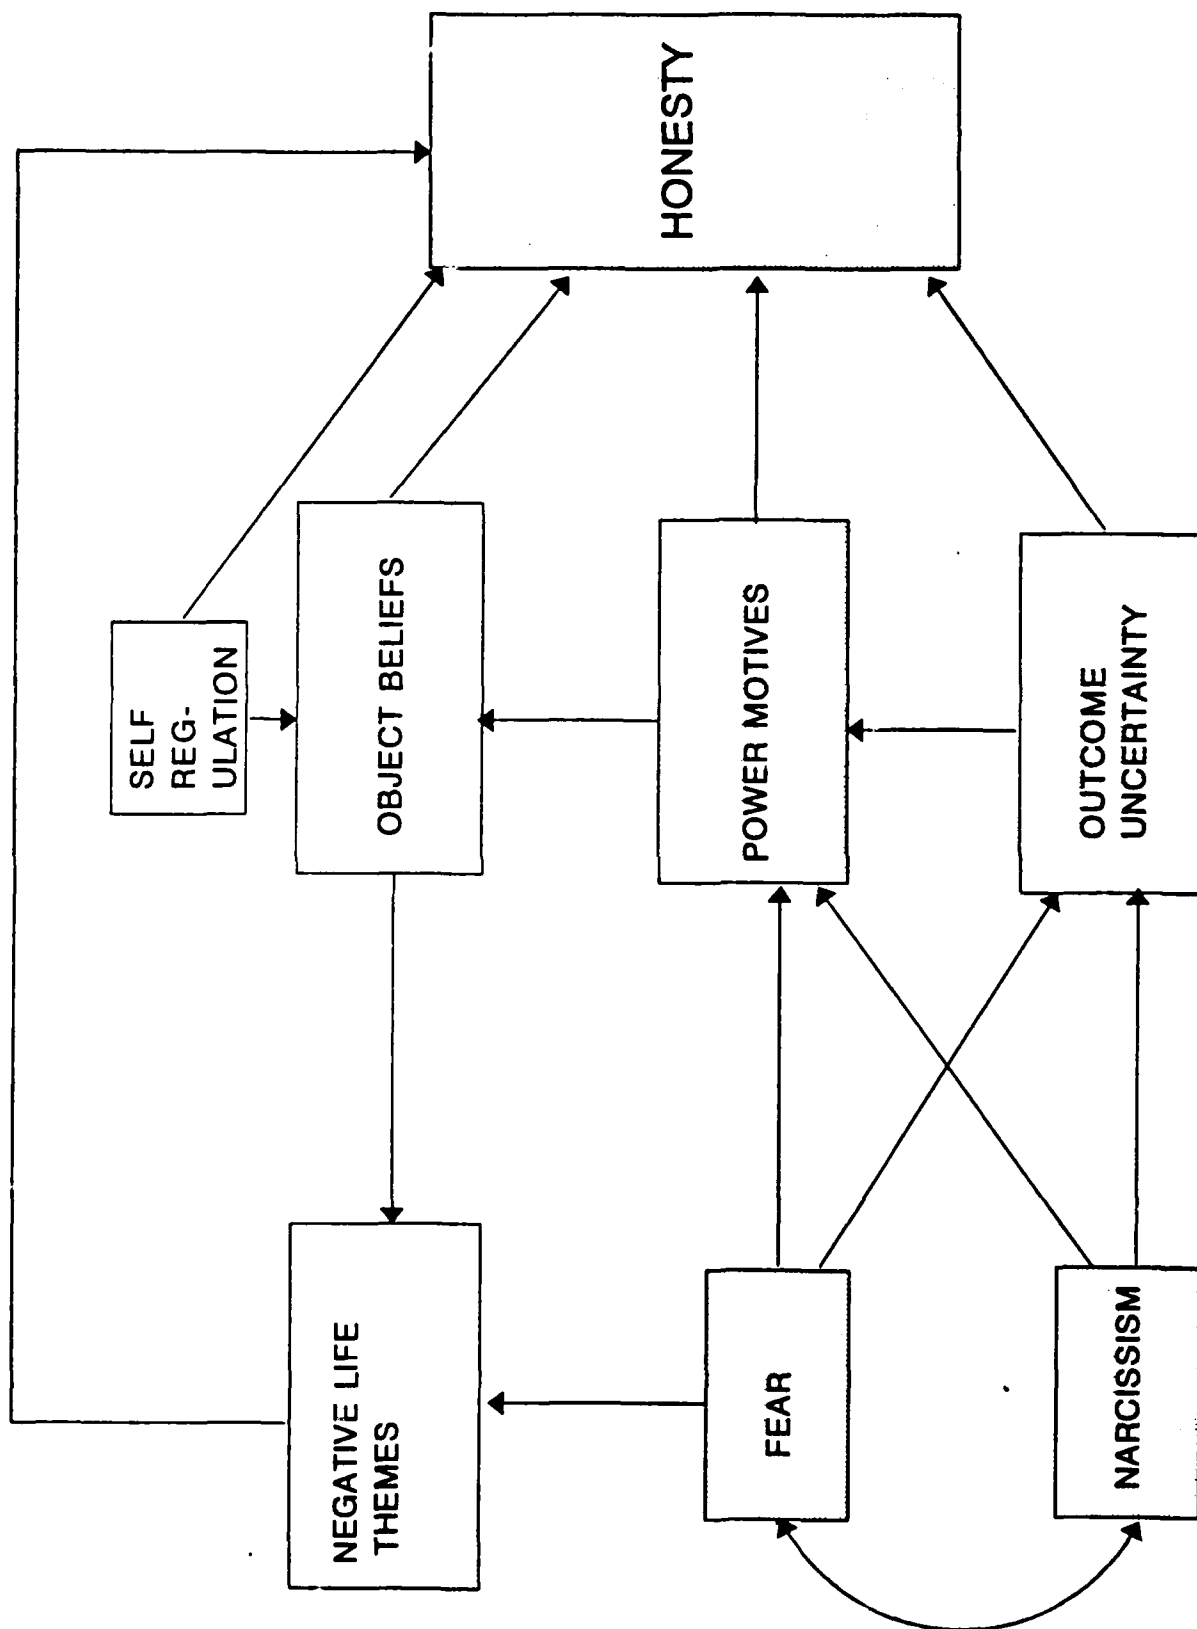 SELF
REG-
ULATION
HONESTY
OBJECT BELIEFS
NEGATIVE LIFE
THEMES
POWER MOTIVES
FEAR
OUTCOME
UNCERTAINTY
NARCISSISM